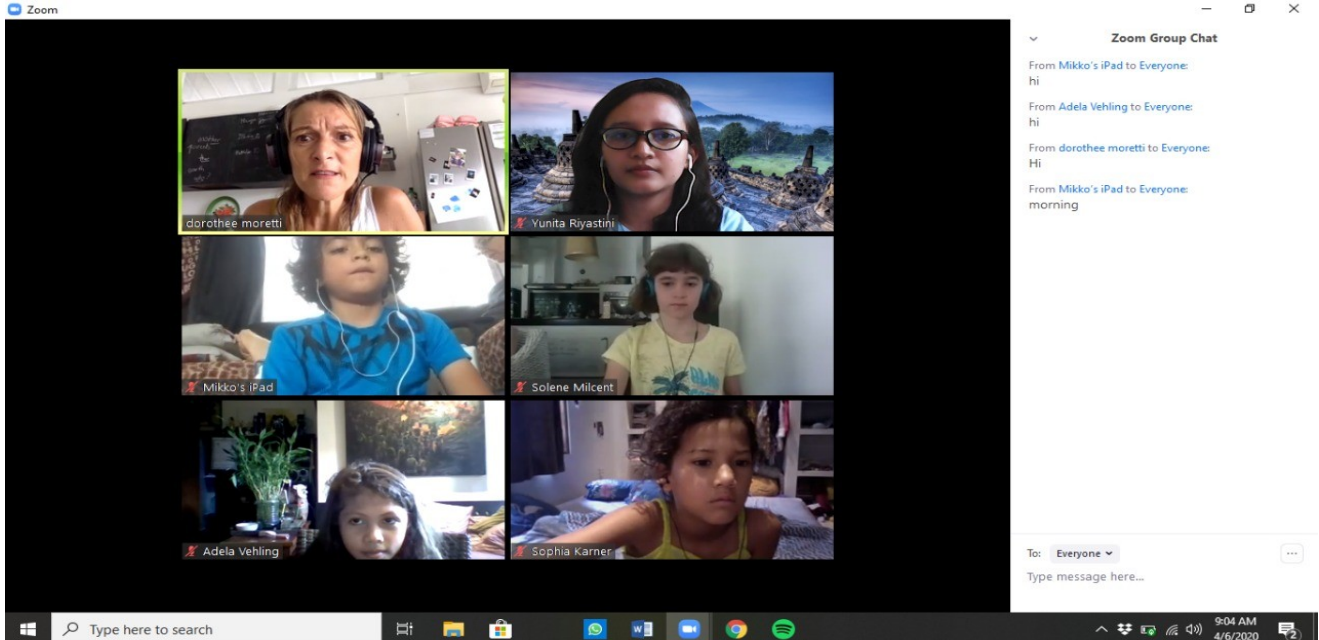 Zoom
Zoom Group Chat
From Mikko's iPad to Everyone:
hi
From Adela Vehling to Everyone:
hi
From dorothee moretti to Everyone:
Hi
From Mikko's iPad to Everyone:
morning
dorothee moretti
Yunita Riyastini
Mikko's iPad
Solene Milcent
Adela Vehling
Sophia Karner
To: Everyone
Type message here...
Type here to search
9:04 AM
4/6/2020